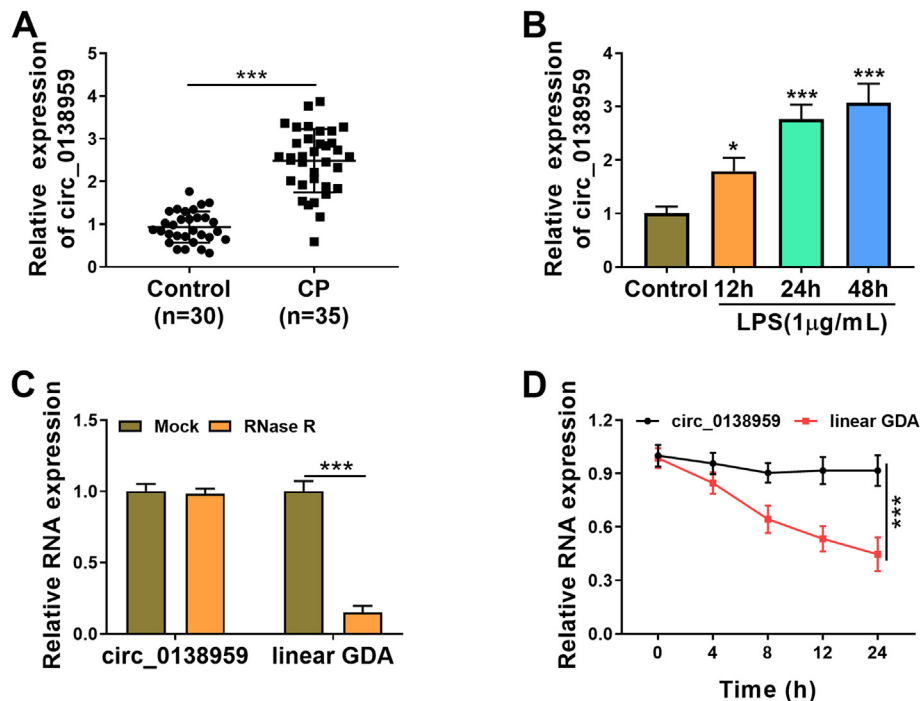 A
Relative expression
of circ_0138959
5
4
3
2
1
0
***
Control
(n=30)
CP
(n=35)
B
Relative expression
of circ_0138959
4
3
2
1
0
*
***
***
Control 12h 24h 48h
LPS(1μg/mL)
C
Relative RNA expression
1.5
1.0
0.5
0.0
Mock RNase R
***
circ_0138959 linear GDA
D
Relative RNA expression
1.2
0.9
0.6
0.3
0.0
circ_0138959 linear GDA
***
0 4 8 12 24
Time (h)